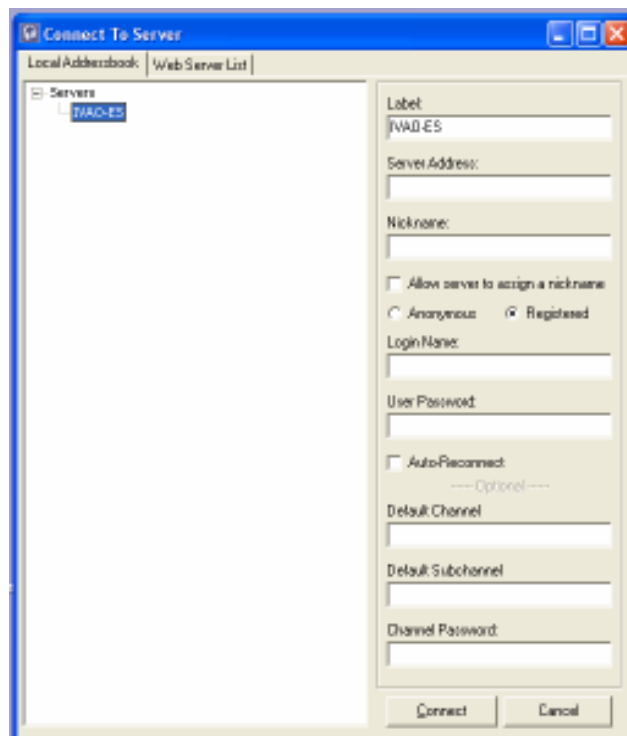 Connect To Server
Local Addressbook Web Server List
Servers
IVAO-ES
Label:
IVAO-ES
Server Address:
Nickname:
Allow server to assign a nickname
Anonymous Registered
Login Name:
User Password:
Auto-Reconnect
---- Optional ----
Default Channel
Default Subchannel
Channel Password:
Connect Cancel